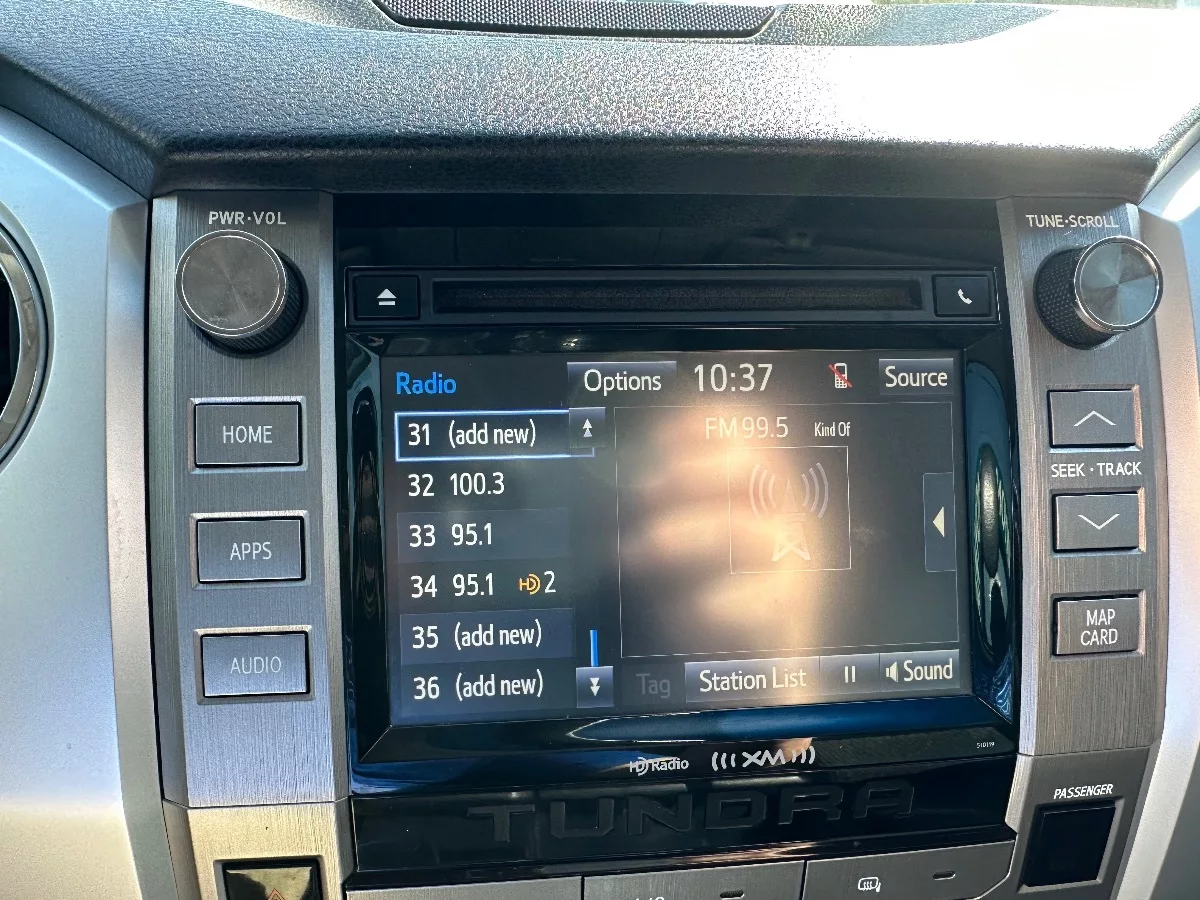 PWR·VOL
TUNE·SCROLL
Radio
Options
10:37
Source
31 (add new)
FM 99.5 Kind Of
32 100.3
33 95.1
34 95.1 HD 2
35 (add new)
36 (add new)
Tag
Station List
Sound
HOME
APPS
AUDIO
SEEK · TRACK
MAP
CARD
HD Radio
XM
510119
TUNDRA
PASSENGER